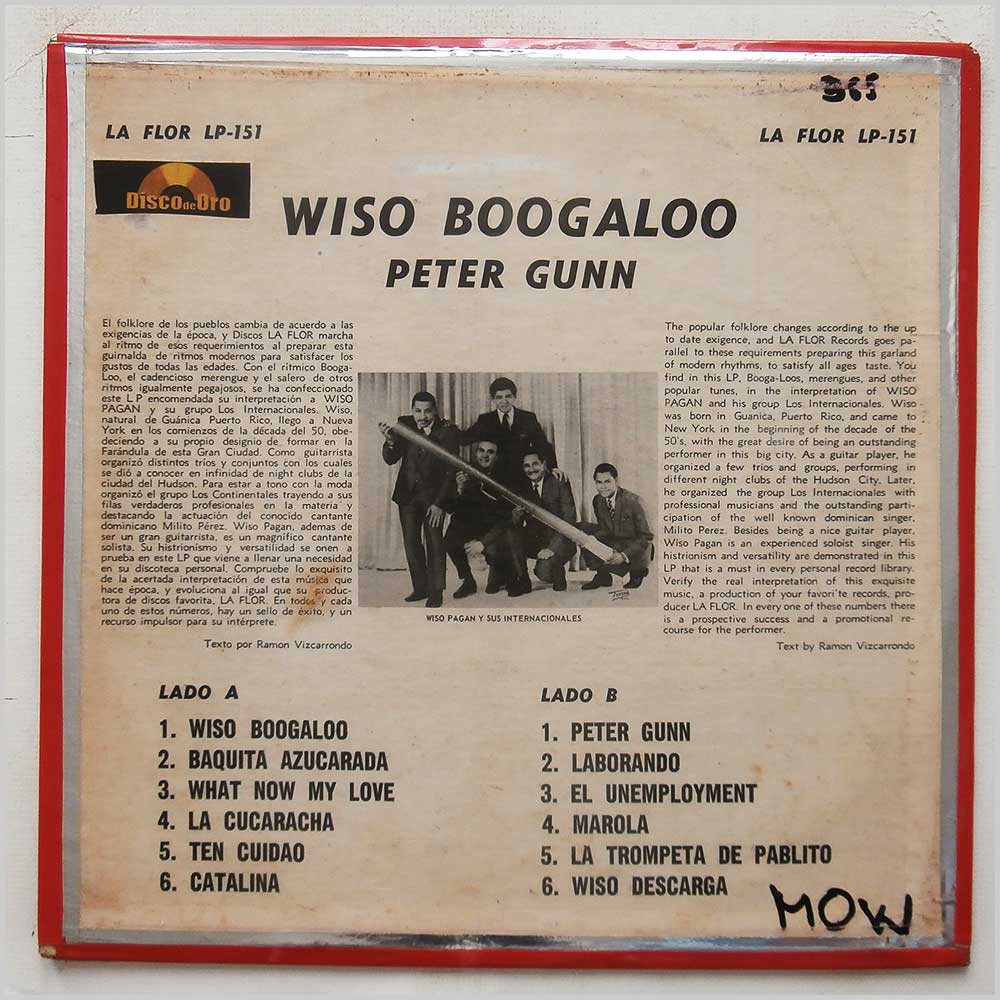 LA FLOR LP-151
LA FLOR LP-151
Disco de Oro
WISO BOOGALOO
PETER GUNN
El folklore de los pueblos cambia de acuerdo a las
exigencias de la época, y Discos LA FLOR marcha
al ritmo de esos requerimientos al preparar esta
guirnalda de ritmos modernos para satisfacer los
gustos de todas las edades. Con el rítmico Booga-
Loo, el cadencioso merengue y el salero de otros
ritmos igualmente pegajosos, se ha confeccionado
este L P encomendada su interpretación a WISO
PAGAN y su grupo Los Internacionales. Wiso,
natural de Guánica Puerto Rico, llego a Nueva
York en los comienzos de la década del 50, obe-
deciendo a su propio designio de formar en la
Farándula de esta Gran Ciudad. Como guitarrista
organizó distintos tríos y conjuntos con los cuales
se dió a conocer en infinidad de night clubs de la
ciudad del Hudson. Para estar a tono con la moda
organizó el grupo Los Continentales trayendo a sus
filas verdaderos profesionales en la materia y
destacando la actuación del conocido cantante
dominicano Milito Pérez. Wiso Pagan, ademas de
ser un gran guitarrista, es un magnífico cantante
solista. Su histrionismo y versatilidad se onen a
prueba en este LP que viene a llenar una necesidad
en su discoteca personal. Compruebe lo exquisito
de la acertada interpretación de esta música que
hace época, y evoluciona al igual que su produc-
tora de discos favorita, LA FLOR. En todos y cada
uno de estos números, hay un sello de éxito, y un
recurso impulsor para su intérprete.
Texto por Ramon Vizcarrondo
WISO PAGAN Y SUS INTERNACIONALES
The popular folklore changes according to the up
to date exigence, and LA FLOR Records goes pa-
rallel to these requirements preparing this garland
of modern rhythms, to satisfy all ages taste. You
find in this LP, Booga-Loos, merengues, and other
popular tunes, in the interpretation of WISO
PAGAN and his group Los Internacionales. Wiso
was born in Guanica, Puerto Rico, and came to
New York in the beginning of the decade of the
50's, with the great desire of being an outstanding
performer in this big city. As a guitar player, he
organized a few trios and groups, performing in
different night clubs of the Hudson City. Later,
he organized the group Los Internacionales with
professional musicians and the outstanding parti-
cipation of the well known dominican singer,
Milito Perez. Besides being a nice guitar player,
Wiso Pagan is an experienced soloist singer. His
histrionism and versatility are demonstrated in this
LP that is a must in every personal record library.
Verify the real interpretation of this exquisite
music, a production of your favori'te records, pro-
ducer LA FLOR. In every one of these numbers there
is a prospective success and a promotional re-
course for the performer.
Text by Ramon Vizcarrondo
LADO A
1. WISO BOOGALOO
2. BAQUITA AZUCARADA
3. WHAT NOW MY LOVE
4. LA CUCARACHA
5. TEN CUIDAO
6. CATALINA
LADO B
1. PETER GUNN
2. LABORANDO
3. EL UNEMPLOYMENT
4. MAROLA
5. LA TROMPETA DE PABLITO
6. WISO DESCARGA
MOW